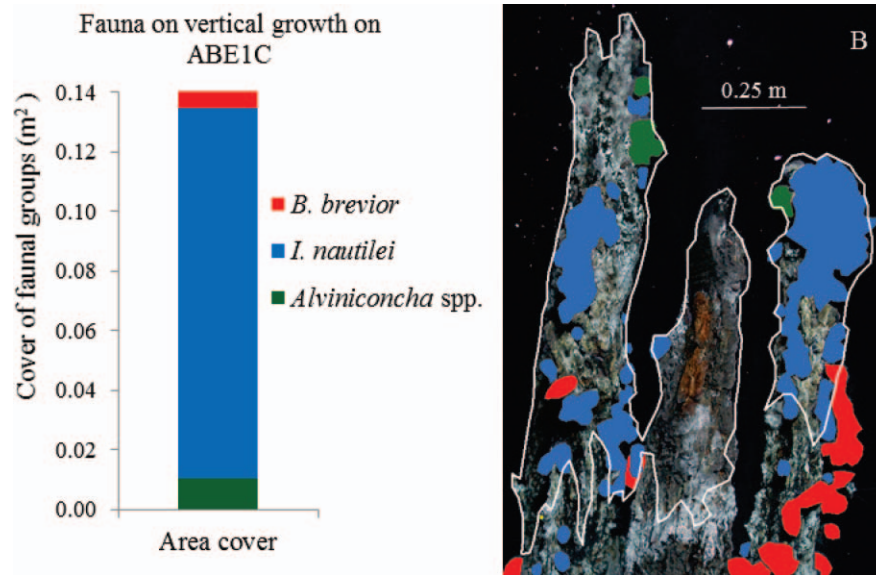 Fauna on vertical growth on
ABE1C
Cover of faunal groups (m²)
0.14
0.12
0.10
0.08
0.06
0.04
0.02
0.00
B. brevior
I. nautilei
Alviniconcha spp.
Area cover
B
0.25 m